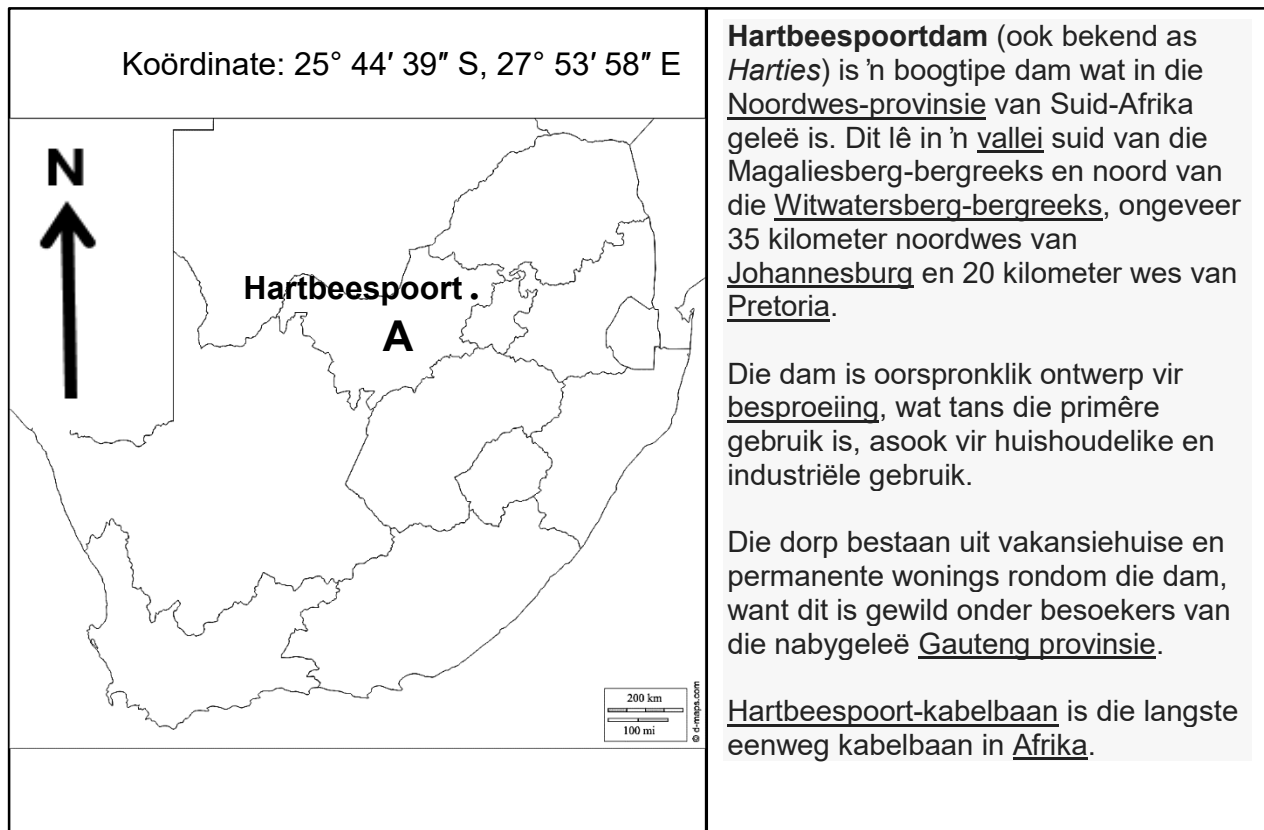 Koördinate: 25° 44′ 39″ S, 27° 53′ 58″ E
N
Hartbeespoort .
A
200 km
100 mi
© d-maps.com
Hartbeespoortdam (ook bekend as
Harties) is ’n boogtipe dam wat in die
Noordwes-provinsie van Suid-Afrika
geleë is. Dit lê in ’n vallei suid van die
Magaliesberg-bergreeks en noord van
die Witwatersberg-bergreeks, ongeveer
35 kilometer noordwes van
Johannesburg en 20 kilometer wes van
Pretoria.
Die dam is oorspronklik ontwerp vir
besproeiing, wat tans die primêre
gebruik is, asook vir huishoudelike en
industriële gebruik.
Die dorp bestaan uit vakansiehuise en
permanente wonings rondom die dam,
want dit is gewild onder besoekers van
die nabygeleë Gauteng provinsie.
Hartbeespoort-kabelbaan is die langste
eenweg kabelbaan in Afrika.